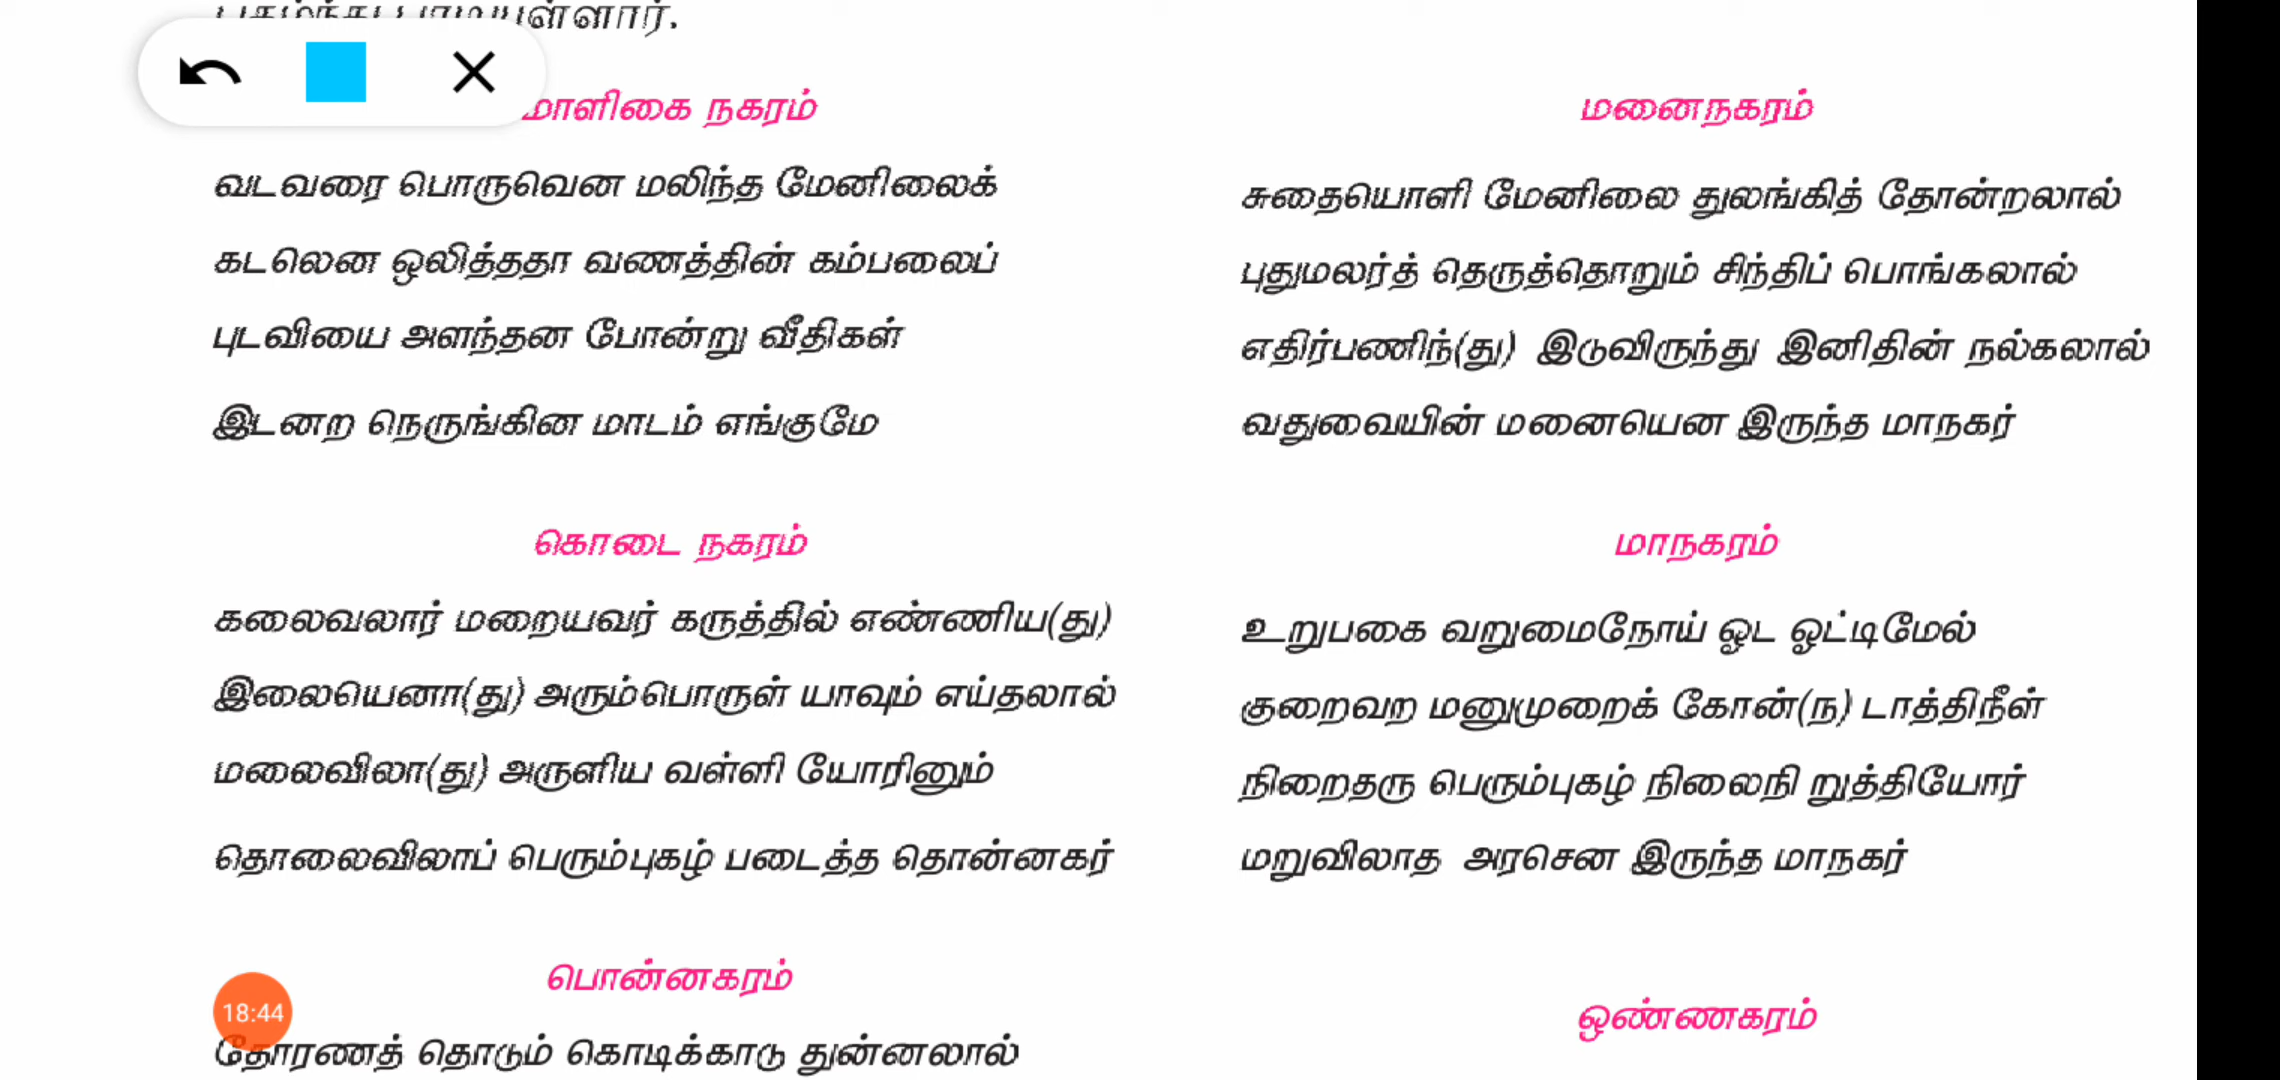 மாளிகை நகரம்
வடவரை பொருவென மலிந்த மேனிலைக்
கடலென ஒலித்ததா வணத்தின் கம்பலைப்
புடவியை அளந்தன போன்று வீதிகள்
இடனற நெருங்கின மாடம் எங்குமே
கொடை நகரம்
கலைவலார் மறையவர் கருத்தில் எண்ணிய(து)
இலையெனா(து) அரும்பொருள் யாவும் எய்தலால்
மலைவிலா(து) அருளிய வள்ளி யோரினும்
தொலைவிலாப் பெரும்புகழ் படைத்த தொன்னகர்
பொன்னகரம்
18:44
தோரணத் தொடும் கொடிக்காடு துன்னலால்
மனைநகரம்
சுதையொளி மேனிலை துலங்கித் தோன்றலால்
புதுமலர்த் தெருத்தொறும் சிந்திப் பொங்கலால்
எதிர்பணிந்(து) இடுவிருந்து இனிதின் நல்கலால்
வதுவையின் மனையென இருந்த மாநகர்
மாநகரம்
உறுபகை வறுமைநோய் ஓட ஓட்டிமேல்
குறைவற மனுமுறைக் கோன்(ந) டாத்திநீள்
நிறைதரு பெரும்புகழ் நிலைநி றுத்தியோர்
மறுவிலாத அரசென இருந்த மாநகர்
ஒண்ணகரம்